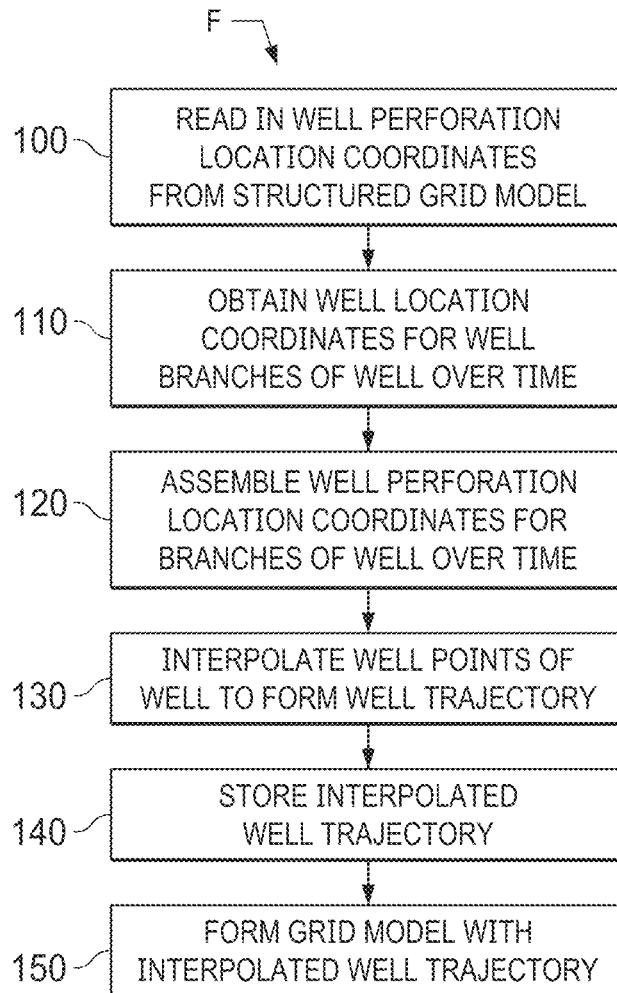 F
100
READ IN WELL PERFORATION
LOCATION COORDINATES
FROM STRUCTURED GRID MODEL
110
OBTAIN WELL LOCATION
COORDINATES FOR WELL
BRANCHES OF WELL OVER TIME
120
ASSEMBLE WELL PERFORATION
LOCATION COORDINATES FOR
BRANCHES OF WELL OVER TIME
130
INTERPOLATE WELL POINTS OF
WELL TO FORM WELL TRAJECTORY
140
STORE INTERPOLATED
WELL TRAJECTORY
150
FORM GRID MODEL WITH
INTERPOLATED WELL TRAJECTORY